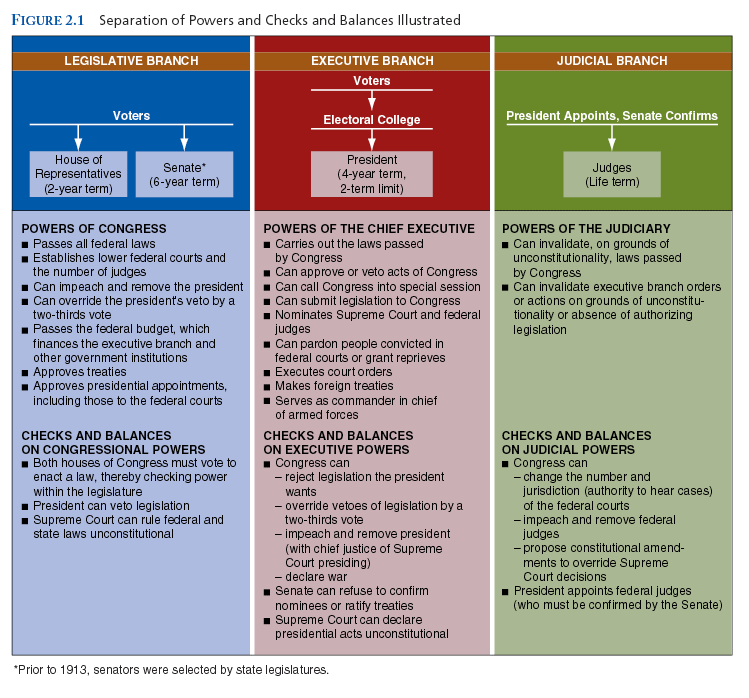 FIGURE 2.1 Separation of Powers and Checks and Balances Illustrated
LEGISLATIVE BRANCH
Voters
House of
Representatives
(2-year term)
Senate*
(6-year term)
POWERS OF CONGRESS
■ Passes all federal laws
■ Establishes lower federal courts and
the number of judges
■ Can impeach and remove the president
■ Can override the president's veto by a
two-thirds vote
■ Passes the federal budget, which
finances the executive branch and
other government institutions
■ Approves treaties
■ Approves presidential appointments,
including those to the federal courts
CHECKS AND BALANCES
ON CONGRESSIONAL POWERS
■ Both houses of Congress must vote to
enact a law, thereby checking power
within the legislature
■ President can veto legislation
■ Supreme Court can rule federal and
state laws unconstitutional
EXECUTIVE BRANCH
Voters
Electoral College
President
(4-year term,
2-term limit)
POWERS OF THE CHIEF EXECUTIVE
■ Carries out the laws passed
by Congress
■ Can approve or veto acts of Congress
■ Can call Congress into special session
■ Can submit legislation to Congress
■ Nominates Supreme Court and federal
judges
■ Can pardon people convicted in
federal courts or grant reprieves
■ Executes court orders
■ Makes foreign treaties
■ Serves as commander in chief
of armed forces
CHECKS AND BALANCES
ON EXECUTIVE POWERS
■ Congress can
– reject legislation the president
wants
– override vetoes of legislation by a
two-thirds vote
– impeach and remove president
(with chief justice of Supreme
Court presiding)
– declare war
■ Senate can refuse to confirm
nominees or ratify treaties
■ Supreme Court can declare
presidential acts unconstitutional
JUDICIAL BRANCH
President Appoints, Senate Confirms
Judges
(Life term)
POWERS OF THE JUDICIARY
■ Can invalidate, on grounds of
unconstitutionality, laws passed
by Congress
■ Can invalidate executive branch orders
or actions on grounds of unconstitu-
tionality or absence of authorizing
legislation
CHECKS AND BALANCES
ON JUDICIAL POWERS
■ Congress can
– change the number and
jurisdiction (authority to hear cases)
of the federal courts
– impeach and remove federal
judges
– propose constitutional amend-
ments to override Supreme
Court decisions
■ President appoints federal judges
(who must be confirmed by the Senate)
*Prior to 1913, senators were selected by state legislatures.